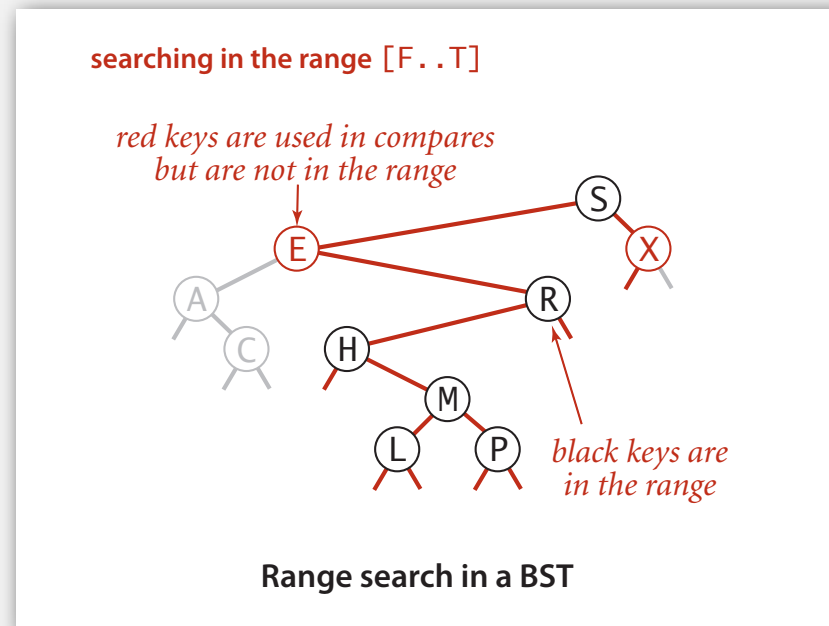 searching in the range [F..T]
red keys are used in compares
but are not in the range
S
E
X
A
R
C
H
M
L
P
black keys are
in the range
Range search in a BST